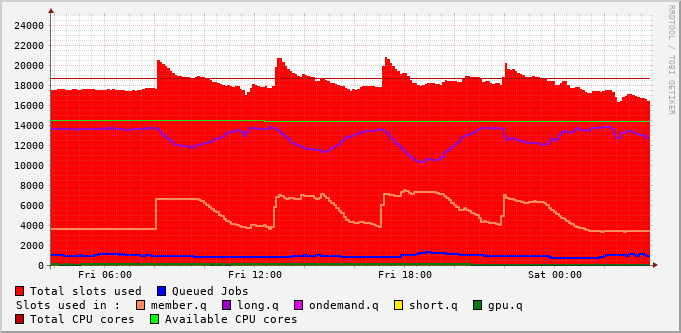 24000
22000
20000
18000
16000
14000
12000
10000
8000
6000
4000
2000
0
Fri 06:00 Fri 12:00 Fri 18:00 Sat 00:00
RRDTOOL / TOBI OETIKER
Total slots used Queued Jobs
Slots used in : member.q long.q ondemand.q short.q gpu.q
Total CPU cores Available CPU cores